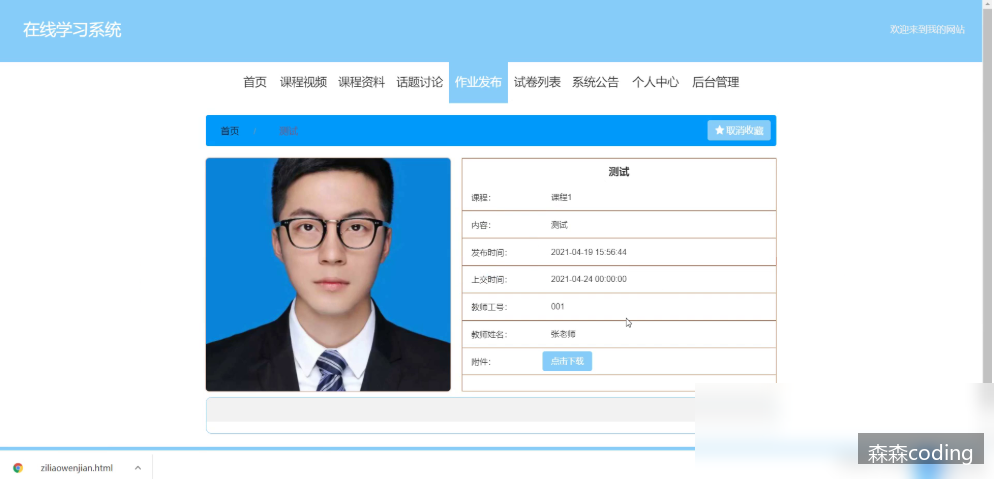 在线学习系统
欢迎来到我的网站
首页 课程视频 课程资料 话题讨论 作业发布 试卷列表 系统公告 个人中心 后台管理
首页 / 测试
★ 取消收藏
测试
课程: 课程1
内容: 测试
发布时间: 2021-04-19 15:56:44
上交时间: 2021-04-24 00:00:00
教师工号: 001
教师姓名: 张老师
附件: 点击下载
ziliaowenjian.html
森森coding